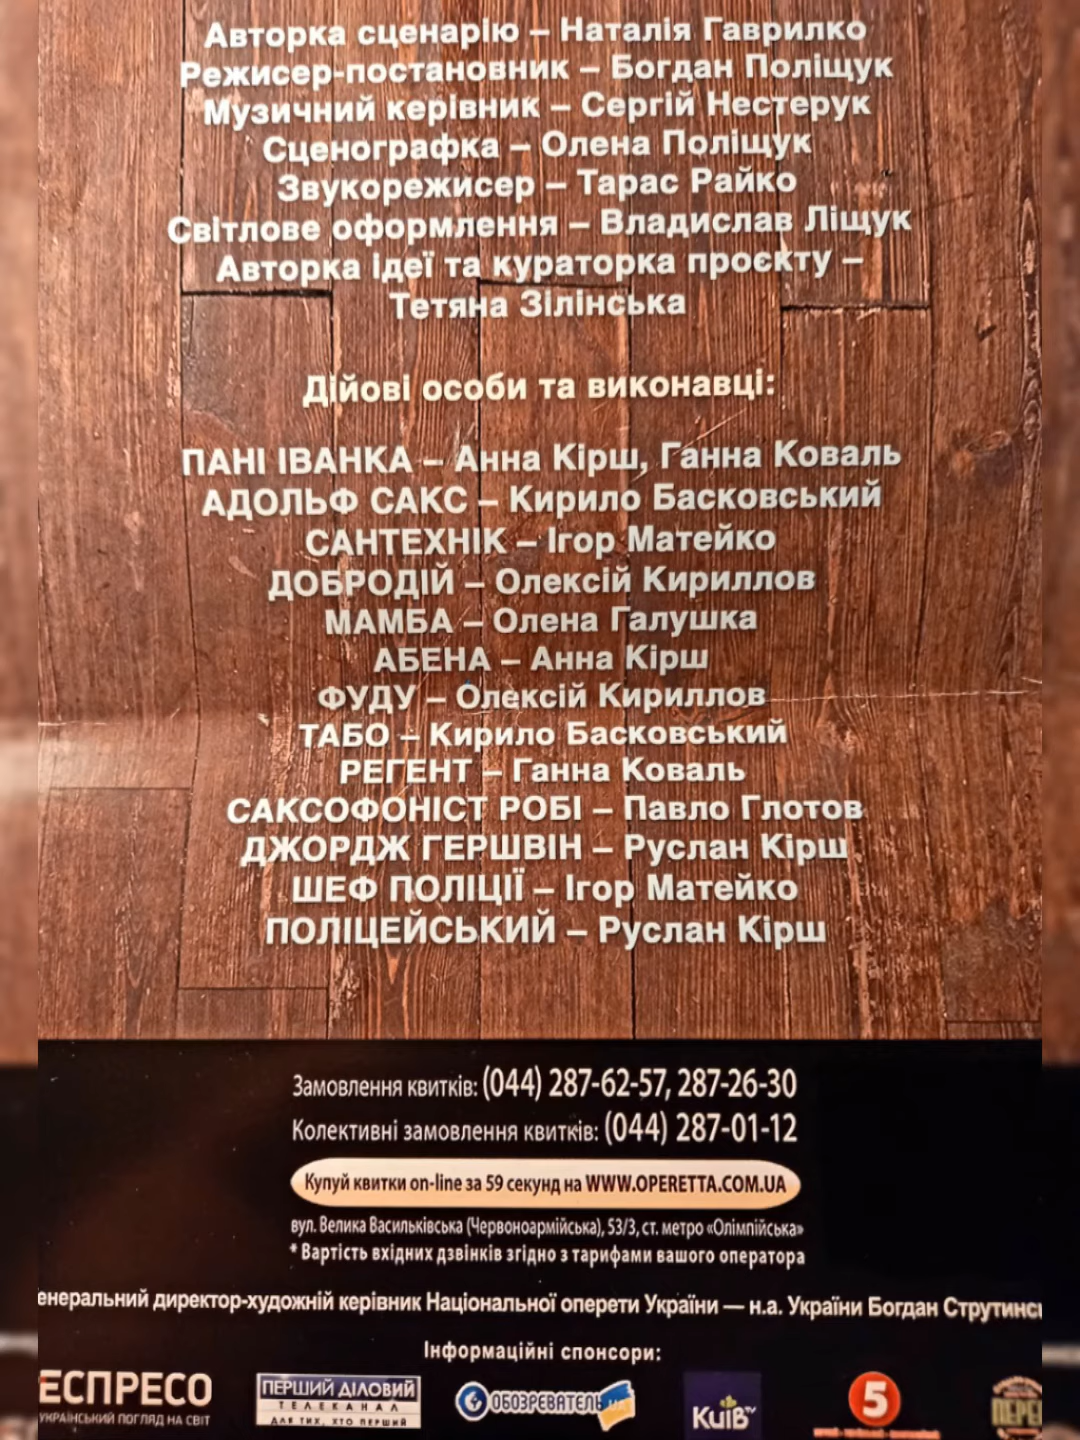 Авторка сценарію – Наталія Гаврилко
Режисер-постановник – Богдан Поліщук
Музичний керівник – Сергій Нестерук
Сценографка – Олена Поліщук
Звукорежисер – Тарас Райко
Світлове оформлення – Владислав Ліщук
Авторка ідеї та кураторка проєкту –
Тетяна Зілінська
Дійові особи та виконавці:
ПАНІ ІВАНКА – Анна Кірш, Ганна Коваль
АДОЛЬФ САКС – Кирило Басковський
САНТЕХНІК – Ігор Матейко
ДОБРОДІЙ – Олексій Кириллов
МАМБА – Олена Галушка
АБЕНА – Анна Кірш
ФУДУ – Олексій Кириллов
ТАБО – Кирило Басковський
РЕГЕНТ – Ганна Коваль
САКСОФОНІСТ РОБІ – Павло Глотов
ДЖОРДЖ ГЕРШВІН – Руслан Кірш
ШЕФ ПОЛІЦІЇ – Ігор Матейко
ПОЛІЦЕЙСЬКИЙ – Руслан Кірш
Замовлення квитків: (044) 287-62-57, 287-26-30
Колективні замовлення квитків: (044) 287-01-12
Купуй квитки on-line за 59 секунд на WWW.OPERETTA.COM.UA
вул. Велика Васильківська (Червоноармійська), 53/3, ст. метро «Олімпійська»
* Вартість вхідних дзвінків згідно з тарифами вашого оператора
енеральний директор-художній керівник Національної оперети України — н.а. України Богдан Струтинсь
Інформаційні спонсори:
ЕСПРЕСО
УКРАЇНСЬКИЙ ПОГЛЯД НА СВІТ
ПЕРШИЙ ДІЛОВИЙ
ТЕЛЕКАНАЛ
ДЛЯ ТИХ, ХТО ПЕРШИЙ
ОБОЗРЕВАТЕЛЬ UA
КиїВ TV
5
ПЕРЕ